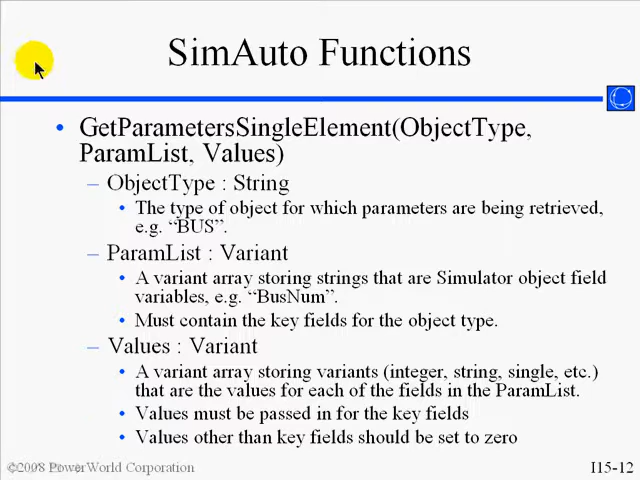 SimAuto Functions
• GetParametersSingleElement(ObjectType,
ParamList, Values)
– ObjectType : String
• The type of object for which parameters are being retrieved,
e.g. “BUS”.
– ParamList : Variant
• A variant array storing strings that are Simulator object field
variables, e.g. “BusNum”.
• Must contain the key fields for the object type.
– Values : Variant
• A variant array storing variants (integer, string, single, etc.)
that are the values for each of the fields in the ParamList.
• Values must be passed in for the key fields
• Values other than key fields should be set to zero
©2008 PowerWorld Corporation
I15-12